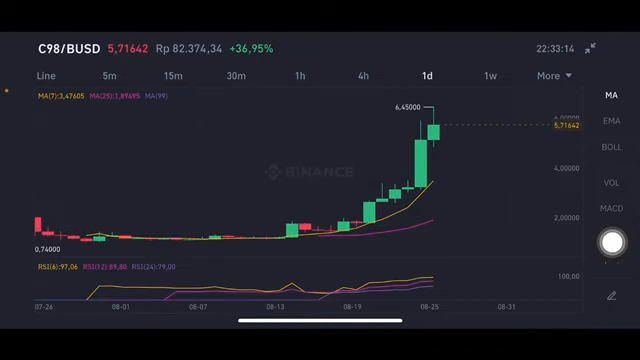 C98/BUSD 5,71642 Rp 82.374,34 +36,95% 22:33:14
Line 5m 15m 30m 1h 4h 1d 1w More
MA(7):3,47605 MA(25):1,89695 MA(99)
MA
6,45000
5,71642
EMA
BOLL
BINANCE
4,00000
VOL
MACD
2,00000
0,74000
RSI(6):97,06 RSI(12):89,80 RSI(24):79,00
100,00
07-26 08-01 08-07 08-13 08-19 08-25 08-31